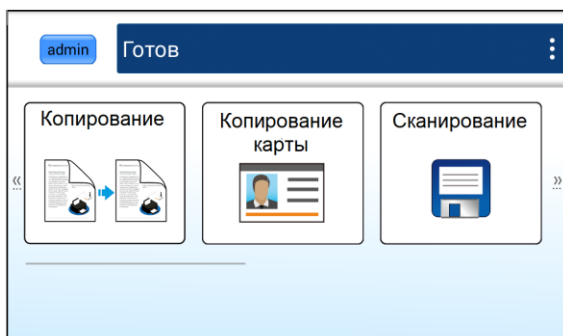 admin
Готов
Копирование
Копирование
карты
Сканирование
«
»